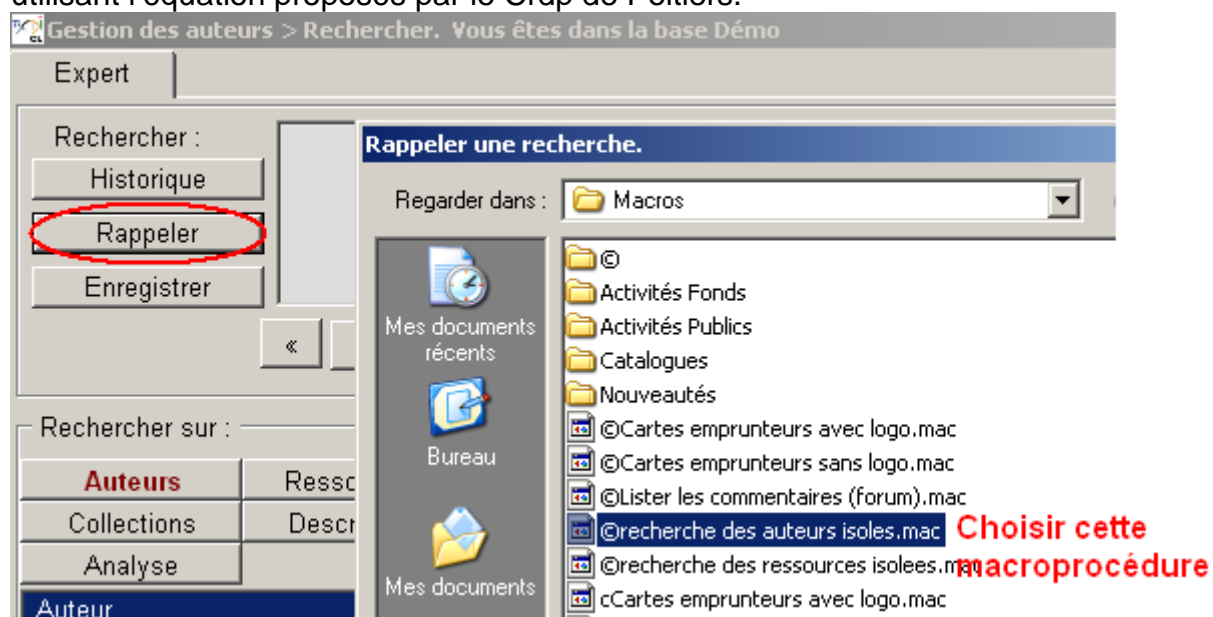 utilisant l'équation proposés par le Crdp de Poitiers.
Gestion des auteurs > Rechercher. Vous êtes dans la base Démo
Expert
Rechercher :
Historique
Rappeler
Enregistrer
«
Rappeler une recherche.
Regarder dans :
Macros
Mes documents
récents
Bureau
Mes documents
©
Activités Fonds
Activités Publics
Catalogues
Nouveautés
©Cartes emprunteurs avec logo.mac
©Cartes emprunteurs sans logo.mac
©Lister les commentaires (forum).mac
©recherche des auteurs isoles.mac
©recherche des ressources isolees.mac
cCartes emprunteurs avec logo.mac
Choisir cette
macroprocédure
Rechercher sur :
Auteurs Resso
Collections Descr
Analyse
Auteur